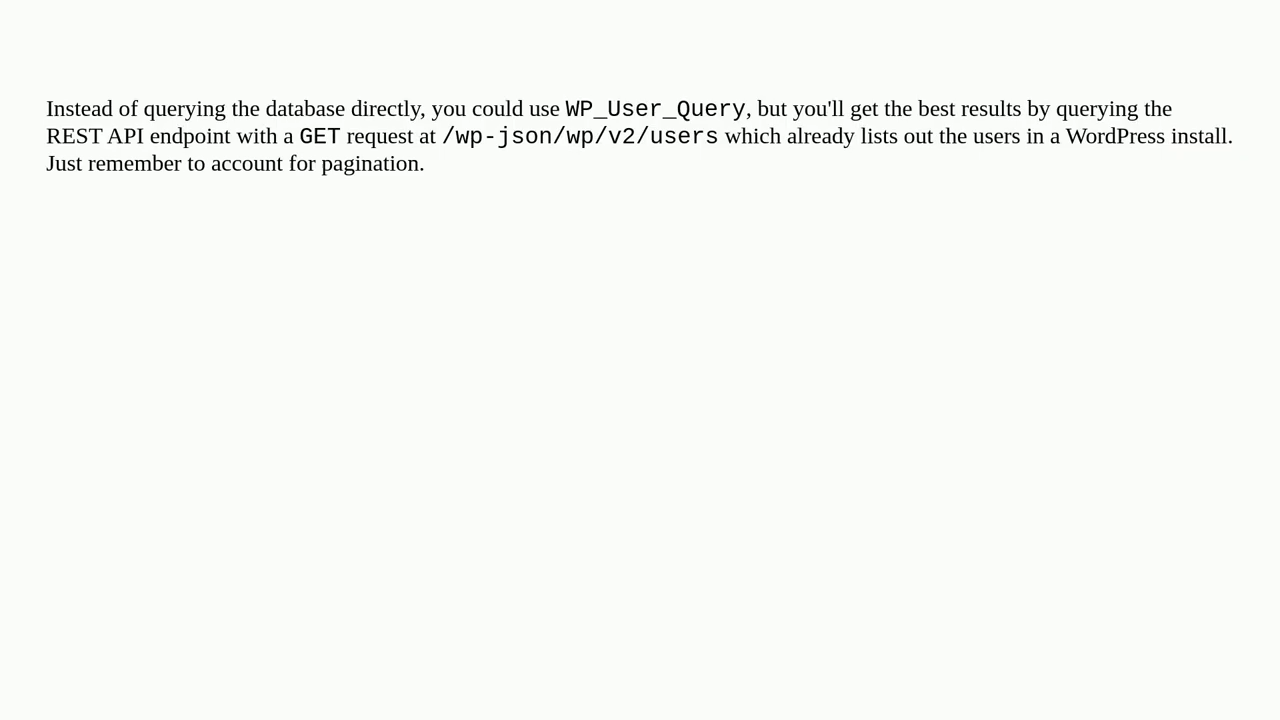 Instead of querying the database directly, you could use WP_User_Query, but you'll get the best results by querying the
REST API endpoint with a GET request at /wp-json/wp/v2/users which already lists out the users in a WordPress install.
Just remember to account for pagination.